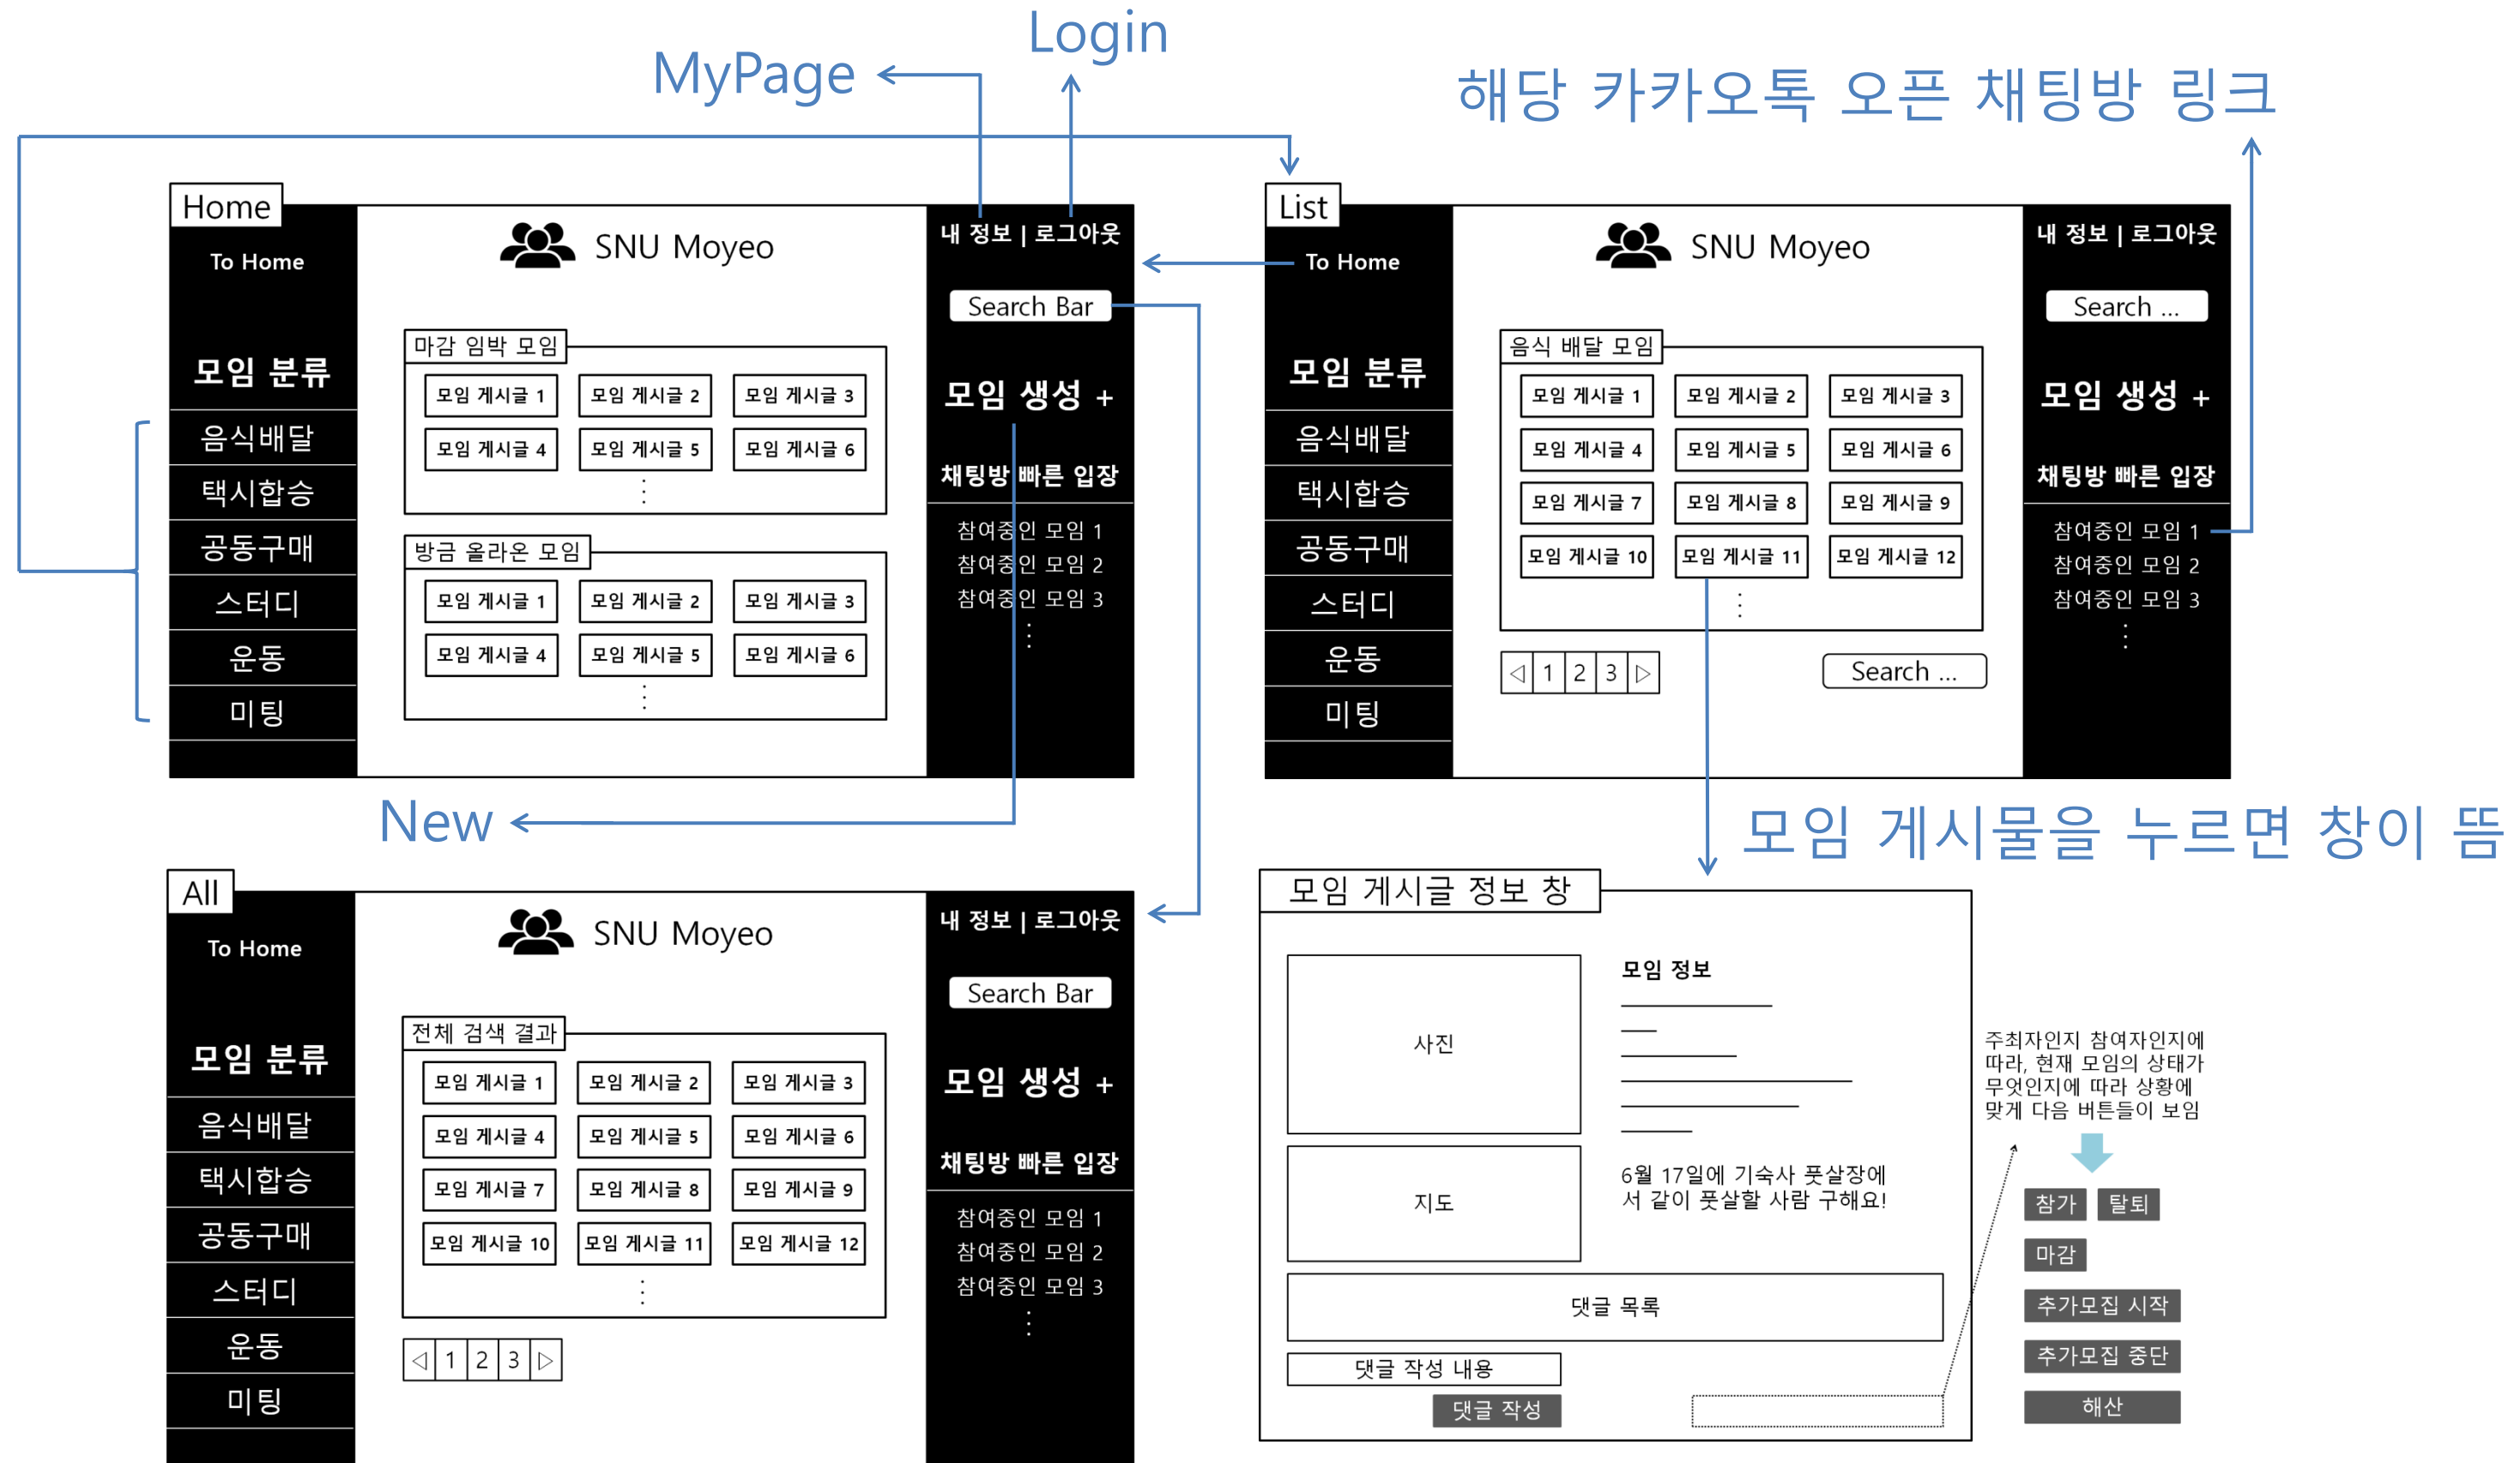 Login
MyPage
해당 카카오톡 오픈 채팅방 링크
Home
To Home
모임 분류
음식배달
택시합승
공동구매
스터디
운동
미팅
SNU Moyeo
마감 임박 모임
모임 게시글 1
모임 게시글 2
모임 게시글 3
모임 게시글 4
모임 게시글 5
모임 게시글 6
⋮
방금 올라온 모임
모임 게시글 1
모임 게시글 2
모임 게시글 3
모임 게시글 4
모임 게시글 5
모임 게시글 6
⋮
내 정보 | 로그아웃
Search Bar
모임 생성 +
채팅방 빠른 입장
참여중인 모임 1
참여중인 모임 2
참여중인 모임 3
⋮
List
To Home
모임 분류
음식배달
택시합승
공동구매
스터디
운동
미팅
SNU Moyeo
음식 배달 모임
모임 게시글 1
모임 게시글 2
모임 게시글 3
모임 게시글 4
모임 게시글 5
모임 게시글 6
모임 게시글 7
모임 게시글 8
모임 게시글 9
모임 게시글 10
모임 게시글 11
모임 게시글 12
⋮
◁ 1 2 3 ▷
Search ...
내 정보 | 로그아웃
Search ...
모임 생성 +
채팅방 빠른 입장
참여중인 모임 1
참여중인 모임 2
참여중인 모임 3
⋮
New
모임 게시물을 누르면 창이 뜸
All
To Home
모임 분류
음식배달
택시합승
공동구매
스터디
운동
미팅
SNU Moyeo
전체 검색 결과
모임 게시글 1
모임 게시글 2
모임 게시글 3
모임 게시글 4
모임 게시글 5
모임 게시글 6
모임 게시글 7
모임 게시글 8
모임 게시글 9
모임 게시글 10
모임 게시글 11
모임 게시글 12
⋮
◁ 1 2 3 ▷
내 정보 | 로그아웃
Search Bar
모임 생성 +
채팅방 빠른 입장
참여중인 모임 1
참여중인 모임 2
참여중인 모임 3
⋮
모임 게시글 정보 창
사진
지도
모임 정보
6월 17일에 기숙사 풋살장에
서 같이 풋살할 사람 구해요!
댓글 목록
댓글 작성 내용
댓글 작성
주최자인지 참여자인지에
따라, 현재 모임의 상태가
무엇인지에 따라 상황에
맞게 다음 버튼들이 보임
참가
탈퇴
마감
추가모집 시작
추가모집 중단
해산